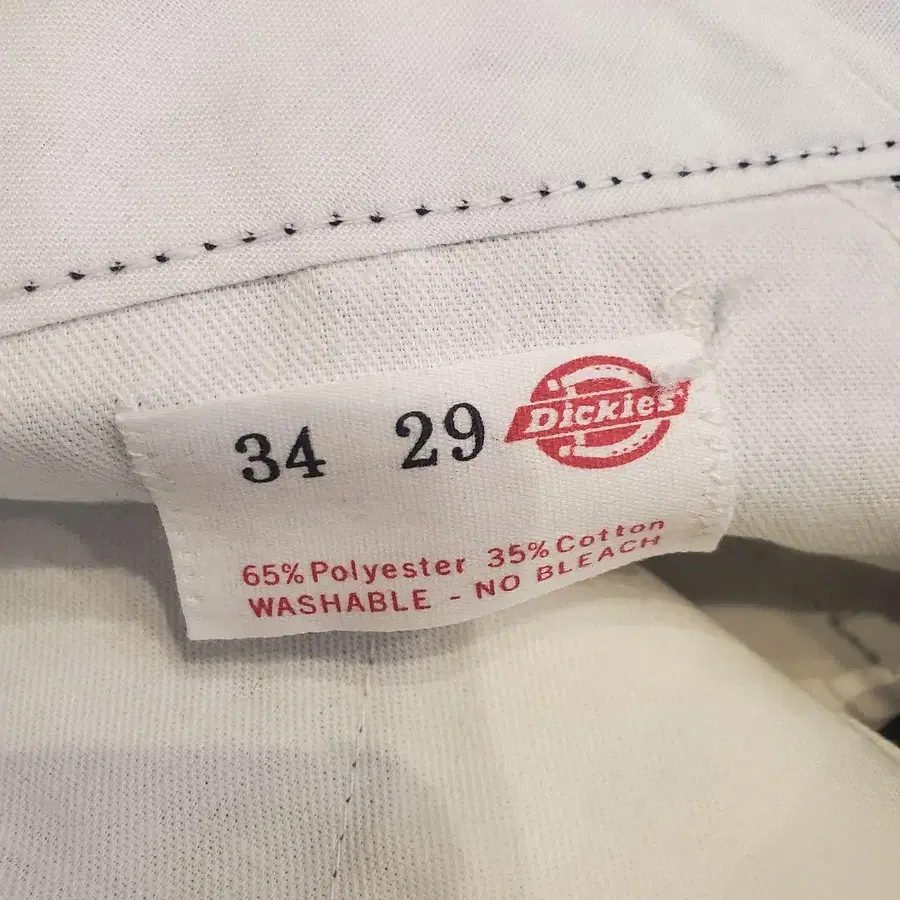 34 29 Dickies
65% Polyester 35% Cotton
WASHABLE - NO BLEACH